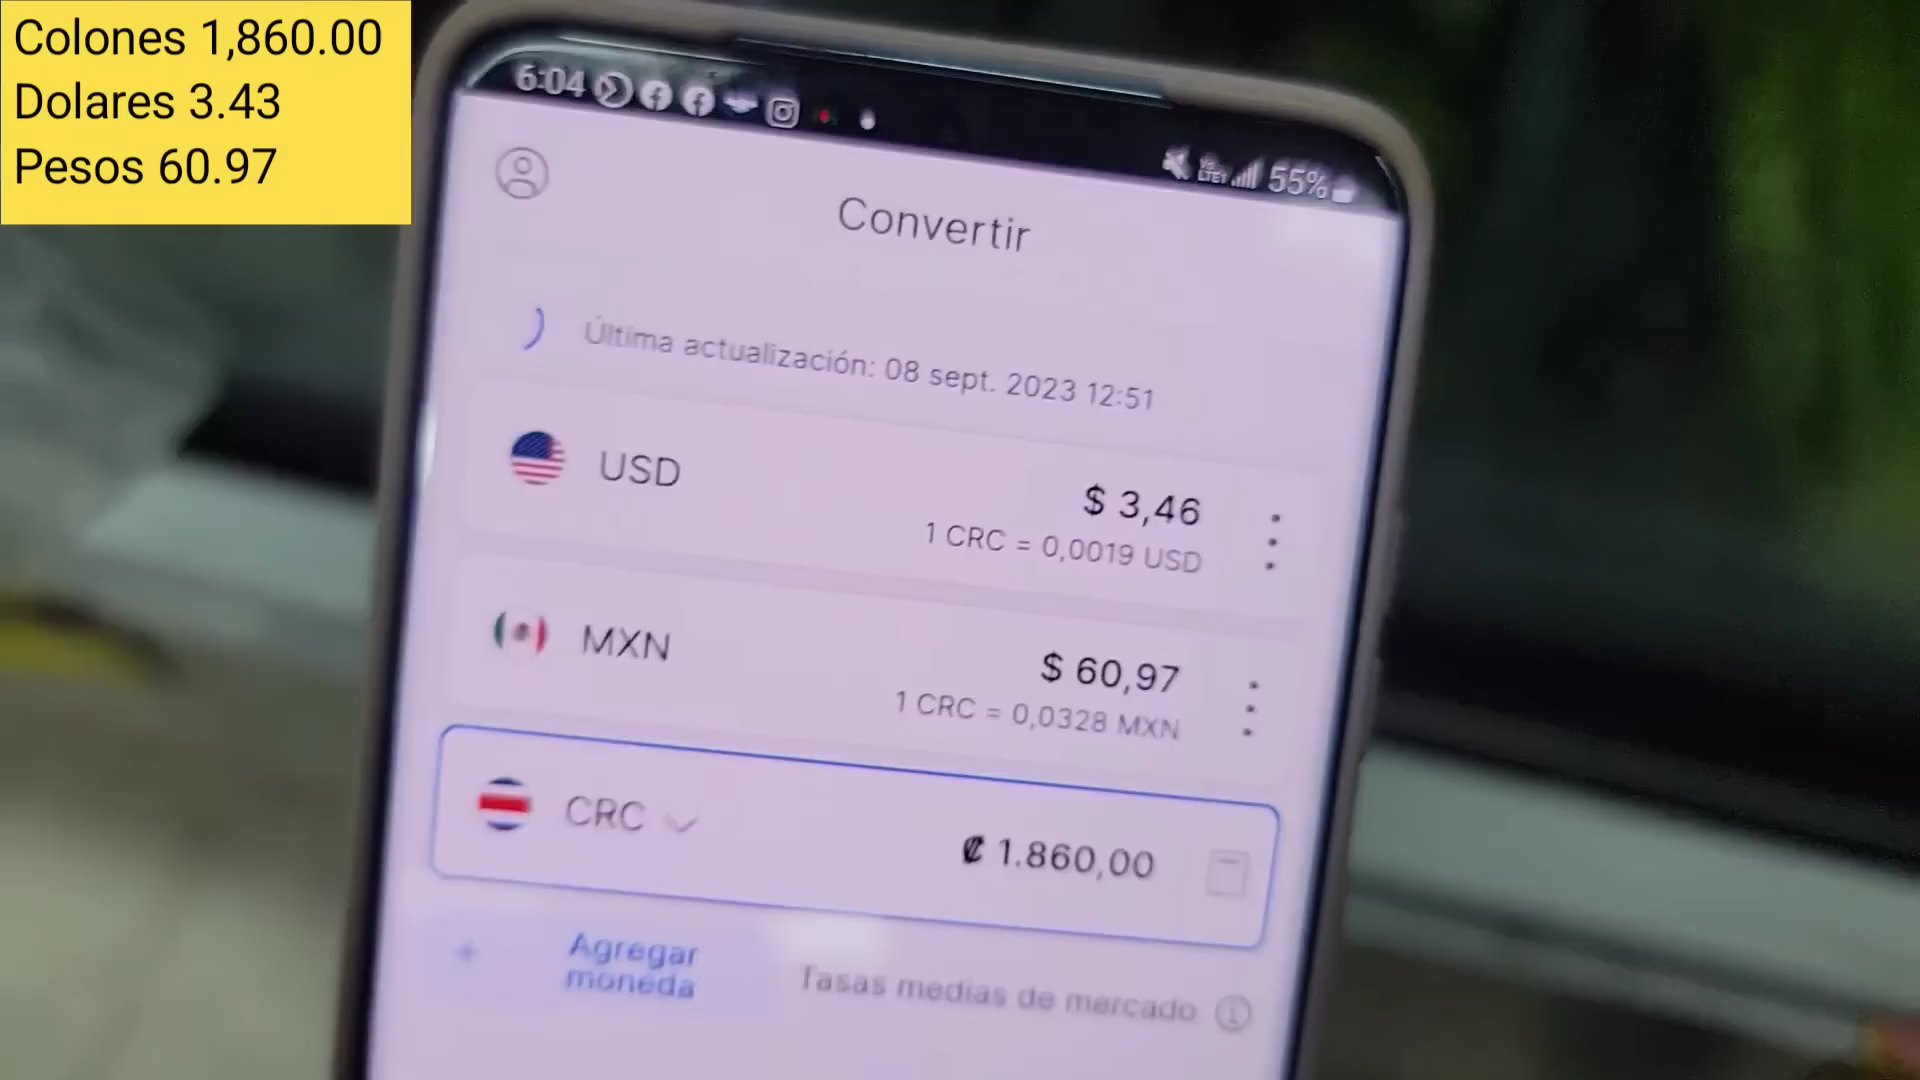 Colones 1,860.00
Dolares 3.43
Pesos 60.97
6:04
55%
Convertir
Última actualización: 08 sept. 2023 12:51
USD
$ 3,46
1 CRC = 0,0019 USD
MXN
$ 60,97
1 CRC = 0,0328 MXN
CRC
₡ 1.860,00
+ Agregar
moneda
Tasas medias de mercado